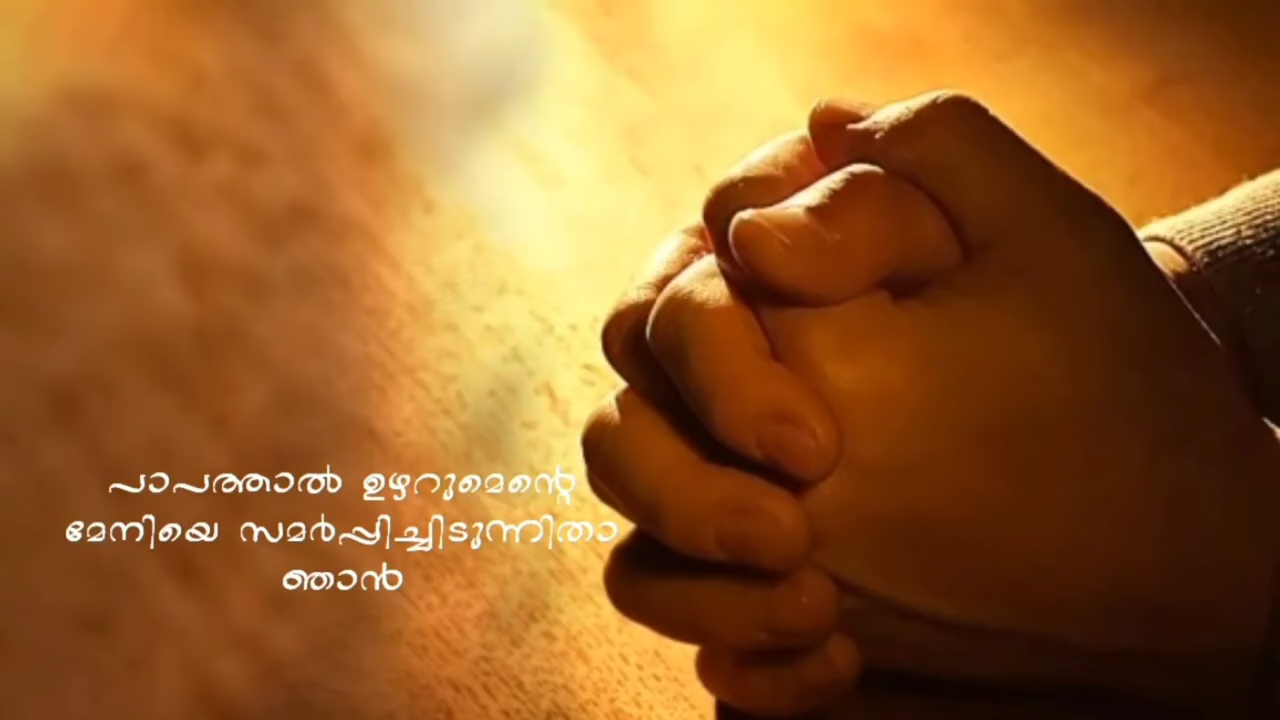 പാപത്താൽ ഉഴറുമെന്റെ
മേനിയെ സമർപ്പിച്ചിടുന്നിതാ
ഞാൻ